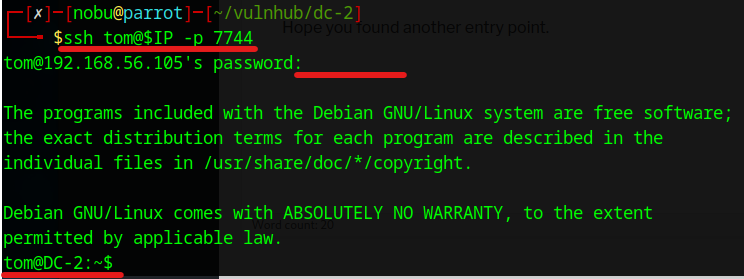 [✗]-[nobu@parrot]-[~/vulnhub/dc-2]
Hope you found another entry point.
$ssh tom@$IP -p 7744
tom@192.168.56.105's password:
The programs included with the Debian GNU/Linux system are free software;
the exact distribution terms for each program are described in the
individual files in /usr/share/doc/*/copyright.
Debian GNU/Linux comes with ABSOLUTELY NO WARRANTY, to the extent
Word count: 20
permitted by applicable law.
tom@DC-2:~$